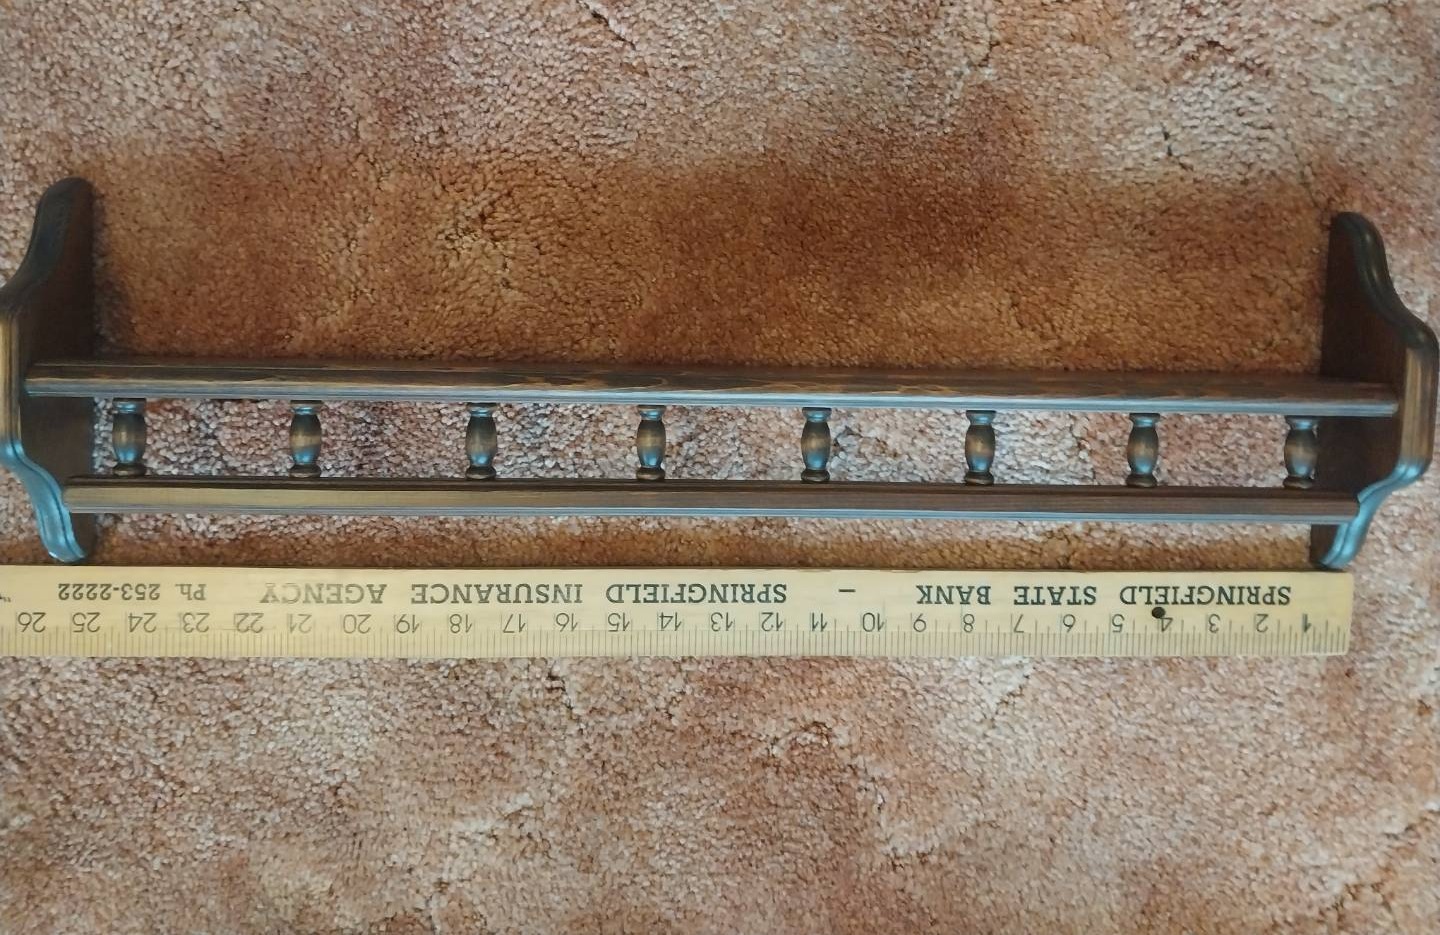 SPRINGFIELD STATE BANK – SPRINGFIELD INSURANCE AGENCY Ph. 253-2222
1 2 3 4 5 6 7 8 9 10 11 12 13 14 15 16 17 18 19 20 21 22 23 24 25 26